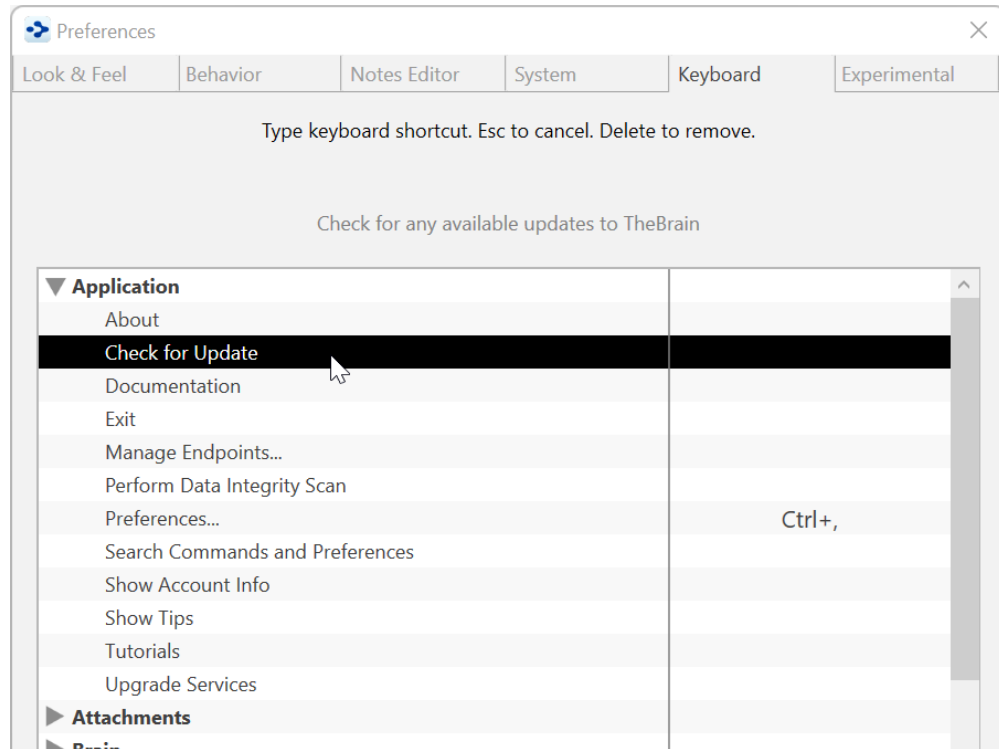 Preferences
Look & Feel Behavior Notes Editor System Keyboard Experimental
Type keyboard shortcut. Esc to cancel. Delete to remove.
Check for any available updates to TheBrain
Application
About
Check for Update
Documentation
Exit
Manage Endpoints...
Perform Data Integrity Scan
Preferences... Ctrl+,
Search Commands and Preferences
Show Account Info
Show Tips
Tutorials
Upgrade Services
Attachments
Brain